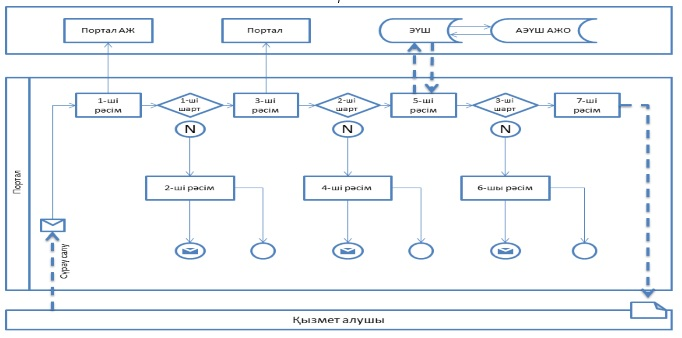 Портал АЖ
Портал
ЭҮШ
АЭҮШ АЖО
1-ші
рәсім
1-ші
шарт
3-ші
рәсім
2-ші
шарт
5-ші
рәсім
3-ші
шарт
7-ші
рәсім
N
N
N
Портал
2-ші рәсім
4-ші рәсім
6-шы рәсім
Сұрау салу
Қызмет алушы